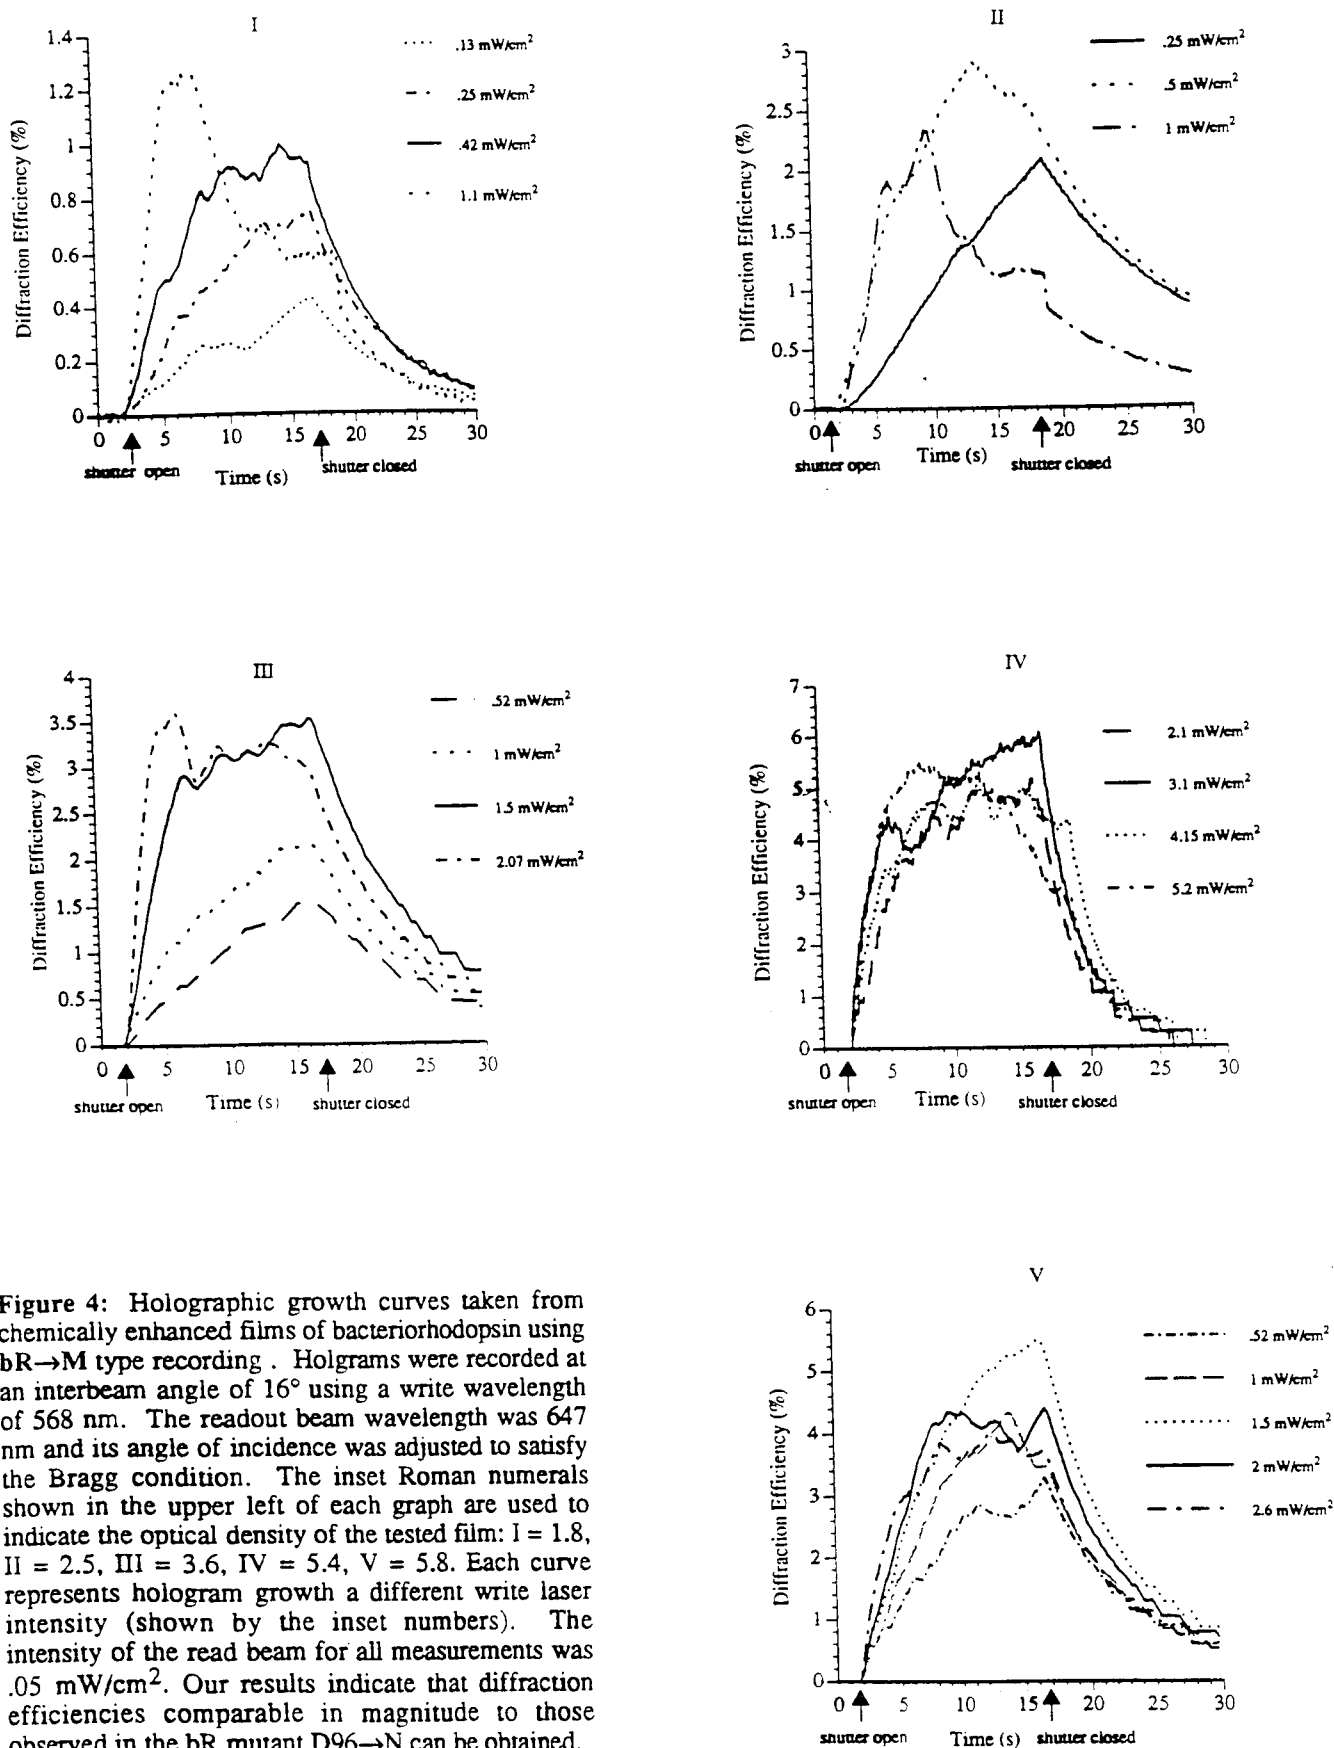 I
1.4
1.2
1
0.8
0.6
0.4
0.2
0
Diffraction Efficiency (%)
.13 mW/cm2
.25 mW/cm2
.42 mW/cm2
1.1 mW/cm2
0 5 10 15 20 25 30
shutter open Time (s) shutter closed
II
3
2.5
2
1.5
1
0.5
0
Diffraction Efficiency (%)
.25 mW/cm2
.5 mW/cm2
1 mW/cm2
0 5 10 15 20 25 30
shutter open Time (s) shutter closed
III
4
3.5
3
2.5
2
1.5
1
0.5
0
Diffraction Efficiency (%)
.52 mW/cm2
1 mW/cm2
1.5 mW/cm2
2.07 mW/cm2
0 5 10 15 20 25 30
shutter open Time (s) shutter closed
IV
7
6
5
4
3
2
1
0
Diffraction Efficiency (%)
2.1 mW/cm2
3.1 mW/cm2
4.15 mW/cm2
5.2 mW/cm2
0 5 10 15 20 25 30
shutter open Time (s) shutter closed
Figure 4: Holographic growth curves taken from
chemically enhanced films of bacteriorhodopsin using
bR→M type recording . Holgrams were recorded at
an interbeam angle of 16° using a write wavelength
of 568 nm. The readout beam wavelength was 647
nm and its angle of incidence was adjusted to satisfy
the Bragg condition. The inset Roman numerals
shown in the upper left of each graph are used to
indicate the optical density of the tested film: I = 1.8,
II = 2.5, III = 3.6, IV = 5.4, V = 5.8. Each curve
represents hologram growth a different write laser
intensity (shown by the inset numbers). The
intensity of the read beam for all measurements was
.05 mW/cm2. Our results indicate that diffraction
efficiencies comparable in magnitude to those
observed in the bR mutant D96→N can be obtained.
V
6
5
4
3
2
1
0
Diffraction Efficiency (%)
.52 mW/cm2
1 mW/cm2
1.5 mW/cm2
2 mW/cm2
2.6 mW/cm2
0 5 10 15 20 25 30
shutter open Time (s) shutter closed